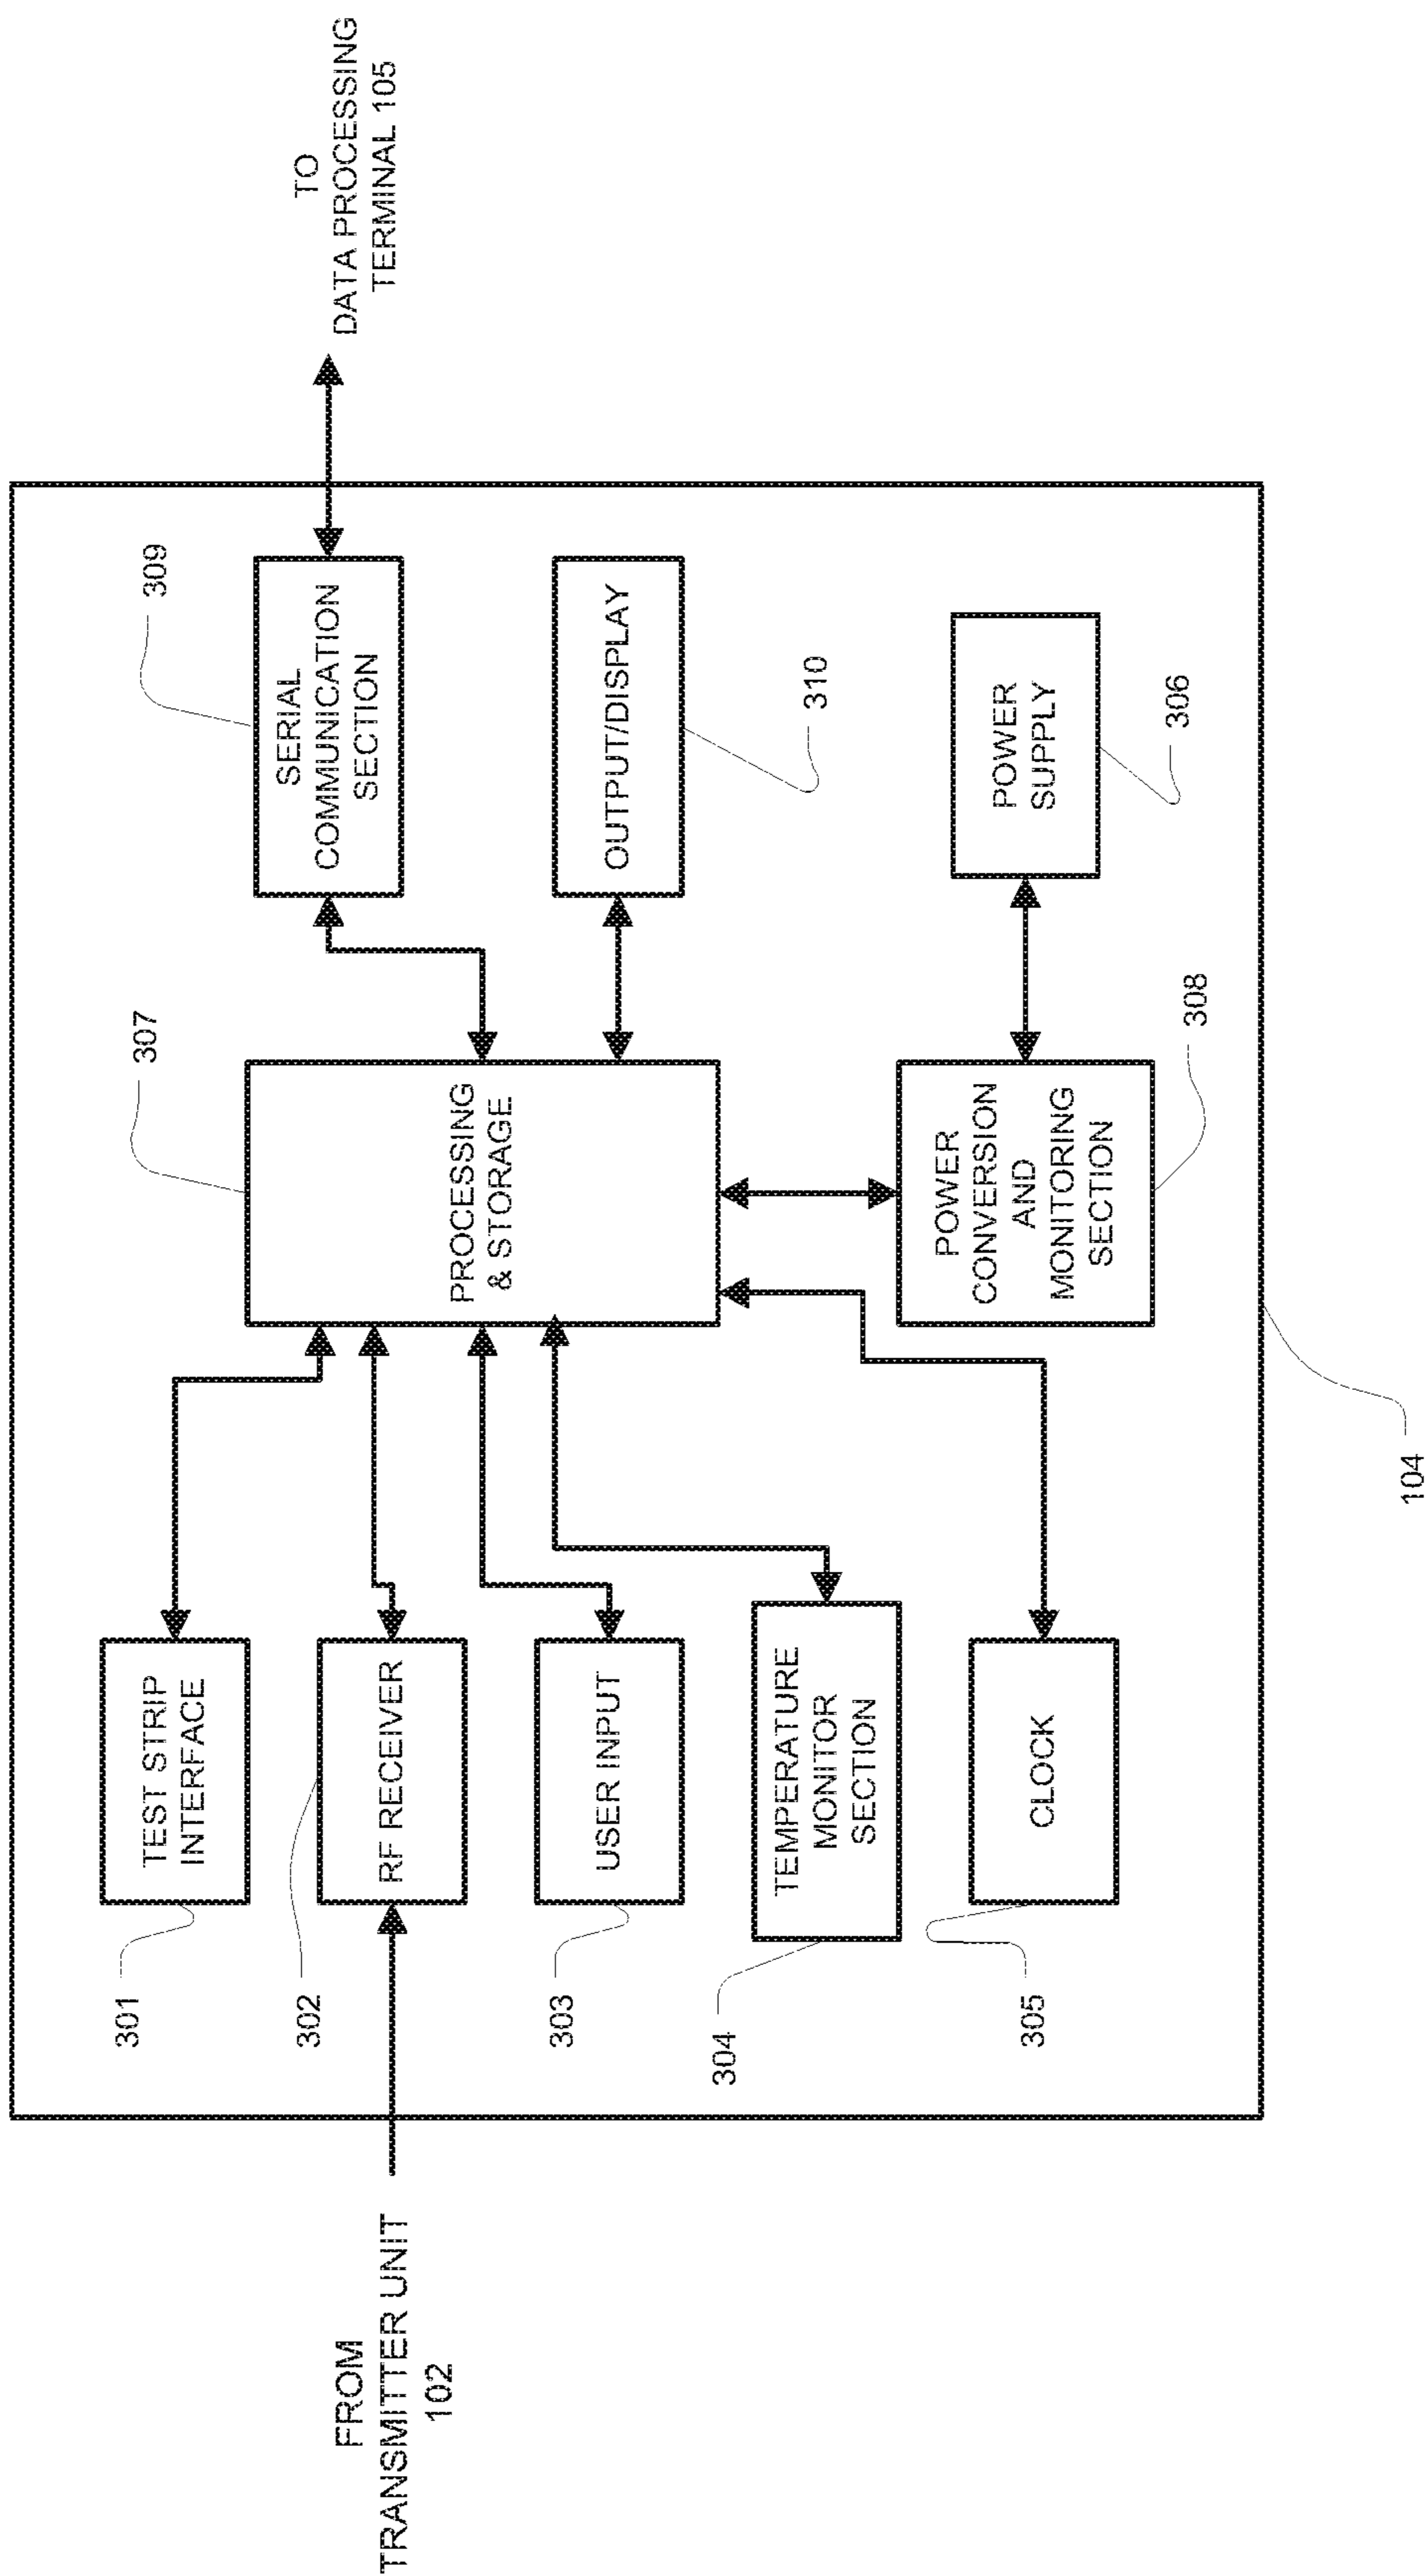 FROM
TRANSMITTER UNIT
102
301
TEST STRIP
INTERFACE
302
RF RECEIVER
303
USER INPUT
304
TEMPERATURE
MONITOR
SECTION
305
CLOCK
307
PROCESSING
& STORAGE
POWER
CONVERSION
AND
MONITORING
SECTION
308
309
SERIAL
COMMUNICATION
SECTION
OUTPUT/DISPLAY
310
POWER
SUPPLY
306
TO
DATA PROCESSING
TERMINAL 105
104